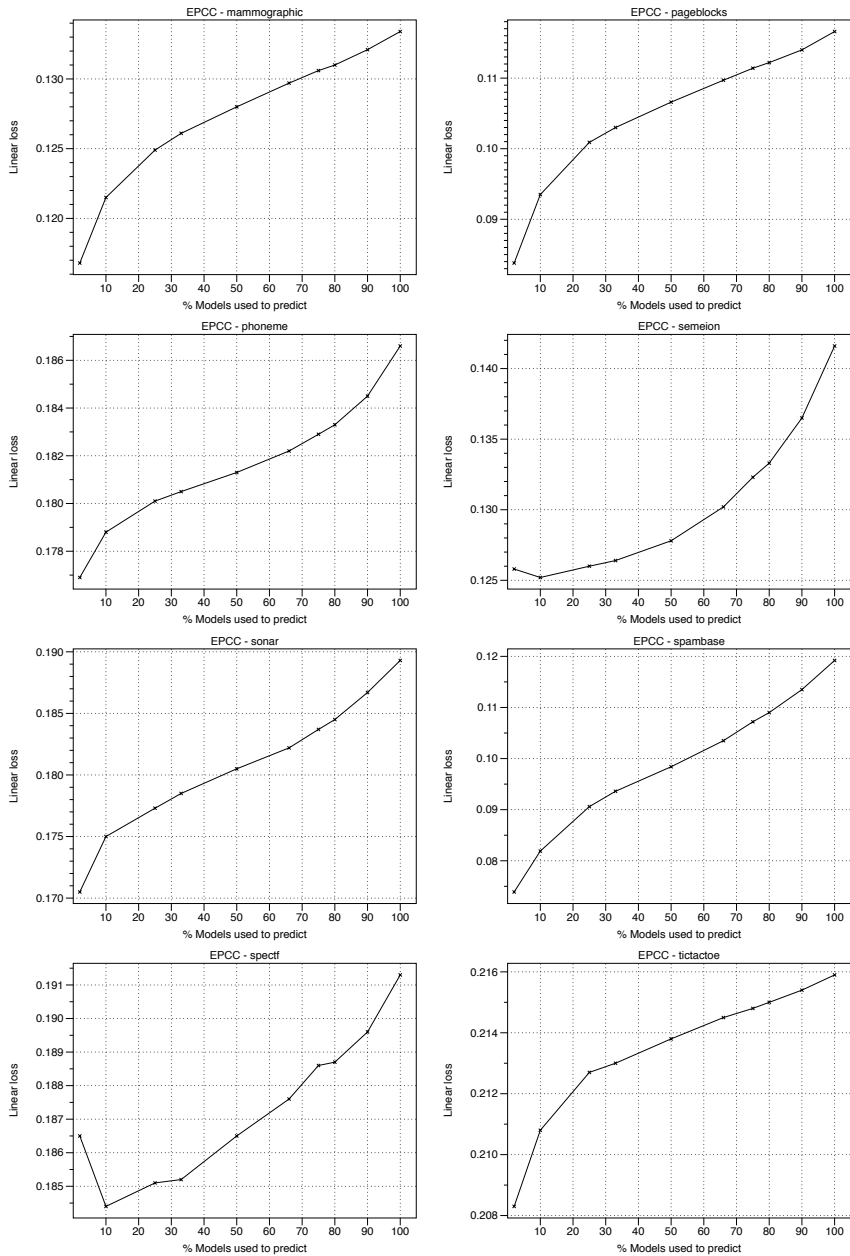 EPCC - mammographic
0.130
0.125
0.120
Linear loss
10 20 30 40 50 60 70 80 90 100
% Models used to predict
EPCC - pageblocks
0.11
0.10
0.09
Linear loss
10 20 30 40 50 60 70 80 90 100
% Models used to predict
EPCC - phoneme
0.186
0.184
0.182
0.180
0.178
Linear loss
10 20 30 40 50 60 70 80 90 100
% Models used to predict
EPCC - semeion
0.140
0.135
0.130
0.125
Linear loss
10 20 30 40 50 60 70 80 90 100
% Models used to predict
EPCC - sonar
0.190
0.185
0.180
0.175
0.170
Linear loss
10 20 30 40 50 60 70 80 90 100
% Models used to predict
EPCC - spambase
0.12
0.11
0.10
0.09
0.08
Linear loss
10 20 30 40 50 60 70 80 90 100
% Models used to predict
EPCC - spectf
0.191
0.190
0.189
0.188
0.187
0.186
0.185
Linear loss
10 20 30 40 50 60 70 80 90 100
% Models used to predict
EPCC - tictactoe
0.216
0.214
0.212
0.210
0.208
Linear loss
10 20 30 40 50 60 70 80 90 100
% Models used to predict